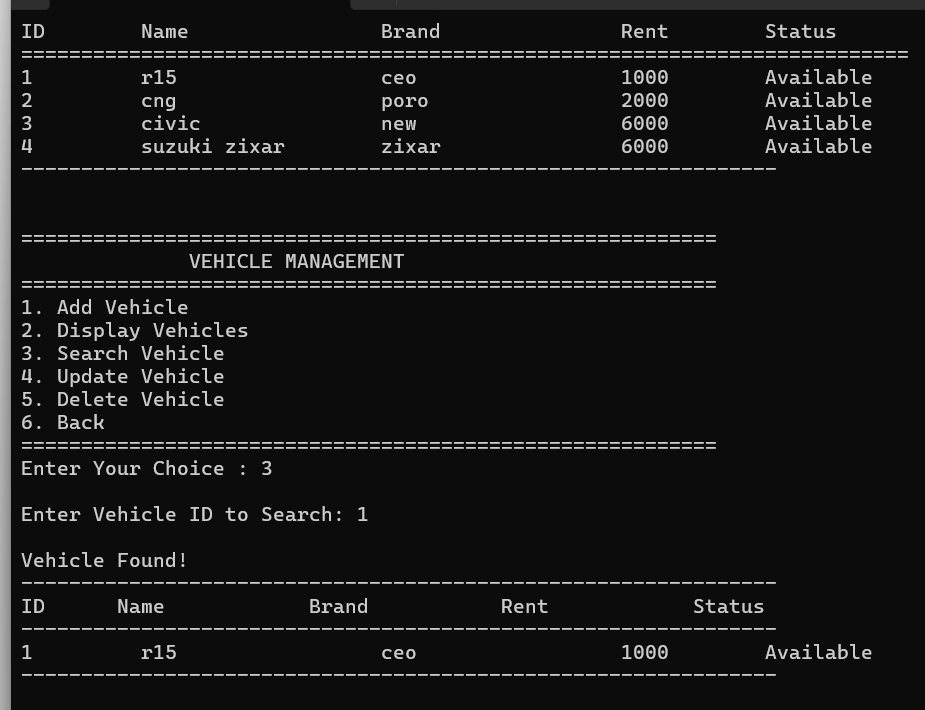 ID        Name                Brand               Rent        Status
==========================================================================
1         r15                 ceo                 1000        Available
2         cng                 poro                2000        Available
3         civic               new                 6000        Available
4         suzuki zixar        zixar               6000        Available
---------------------------------------------------------------
==========================================================
              VEHICLE MANAGEMENT
==========================================================
1. Add Vehicle
2. Display Vehicles
3. Search Vehicle
4. Update Vehicle
5. Delete Vehicle
6. Back
==========================================================
Enter Your Choice : 3
Enter Vehicle ID to Search: 1
Vehicle Found!
---------------------------------------------------------------
ID      Name            Brand           Rent            Status
---------------------------------------------------------------
1         r15                 ceo                 1000        Available
---------------------------------------------------------------